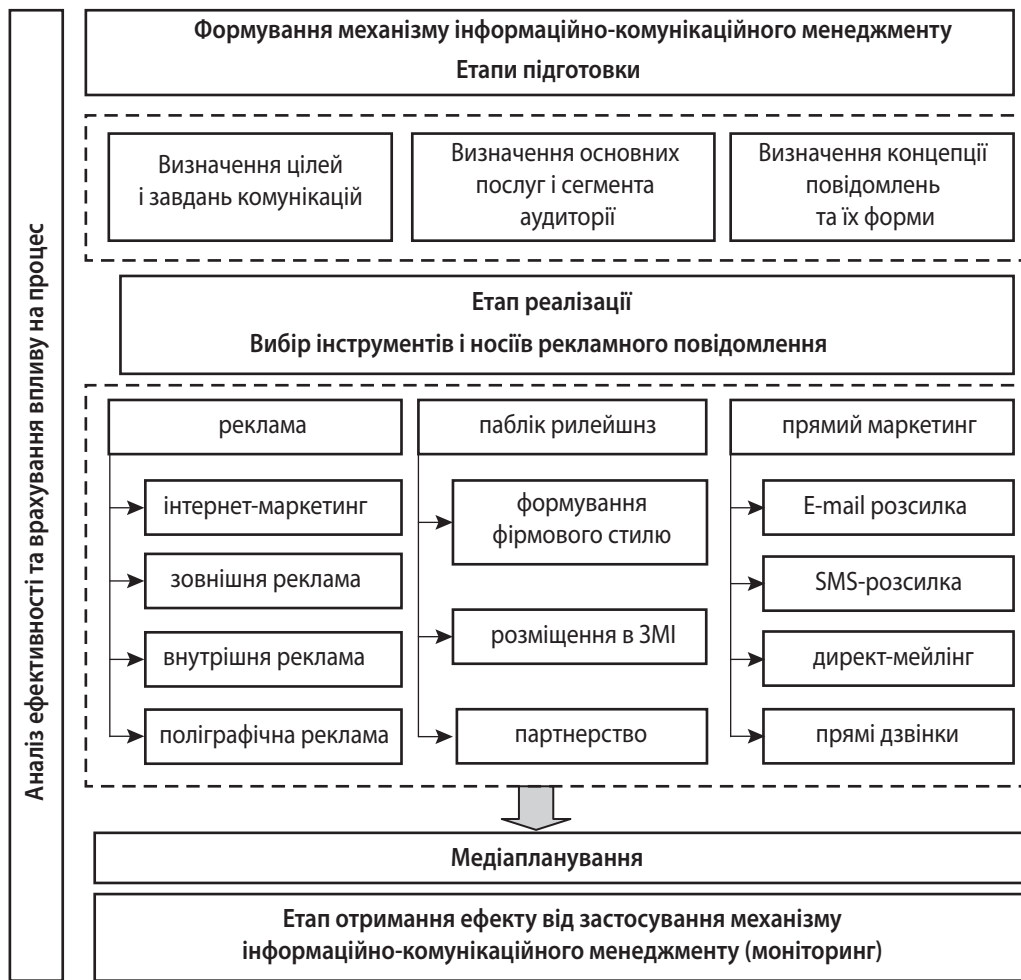 Аналіз ефективності та врахування впливу на процес
Формування механізму інформаційно-комунікаційного менеджменту
Етапи підготовки
Визначення цілей
і завдань комунікацій
Визначення основних
послуг і сегмента
аудиторії
Визначення концепції
повідомлень
та їх форми
Етап реалізації
Вибір інструментів і носіїв рекламного повідомлення
реклама
інтернет-маркетинг
зовнішня реклама
внутрішня реклама
поліграфічна реклама
паблік рилейшнз
формування
фірмового стилю
розміщення в ЗМІ
партнерство
прямий маркетинг
E-mail розсилка
SMS-розсилка
директ-мейлінг
прямі дзвінки
Медіапланування
Етап отримання ефекту від застосування механізму
інформаційно-комунікаційного менеджменту (моніторинг)